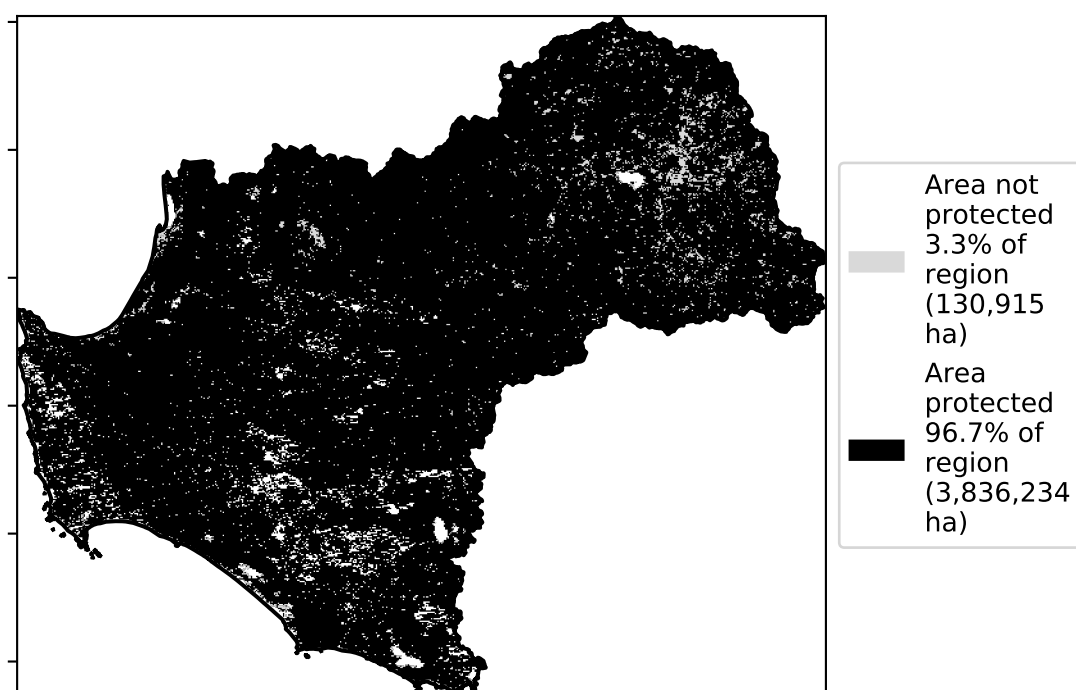 Area not
protected
3.3% of
region
(130,915
ha)
Area
protected
96.7% of
region
(3,836,234
ha)